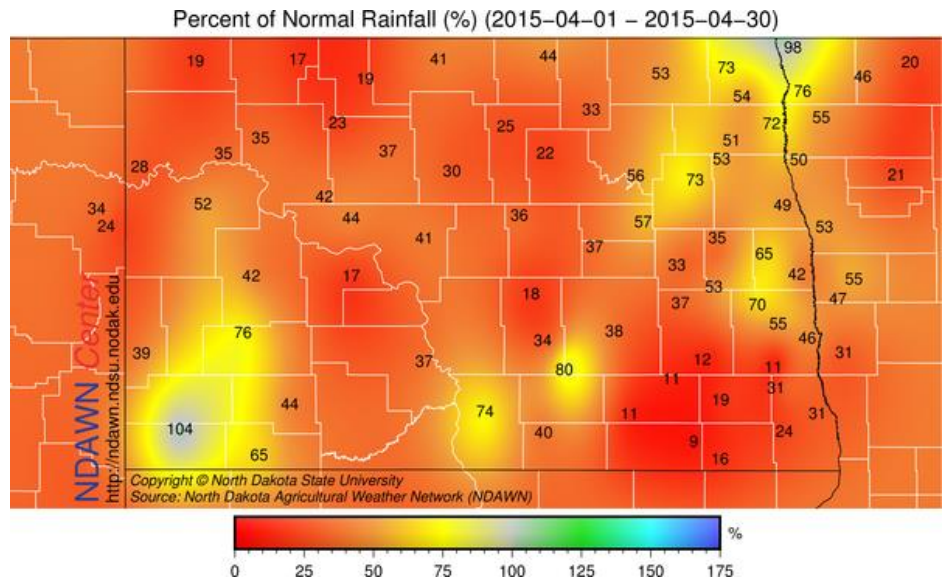 Percent of Normal Rainfall (%) (2015−04−01 − 2015−04−30)
98
19 17 41 44 53 73 46 20
19 54 76
33
23 25 72 55
35 37 22 51
35 53 50
28 30 56 73 21
42
34 52 44 36 57 49
24 41 37 35 53
42 17 33 65 42 55
18 37 53 70 47
76 34 38 55 46
39 37 80 12 11 31
11
44 74 11 19 31 31
104 40 9 24
65 16
NDAWN Center
http://ndawn.ndsu.nodak.edu
Copyright © North Dakota State University
Source: North Dakota Agricultural Weather Network (NDAWN)
%
0 25 50 75 100 125 150 175